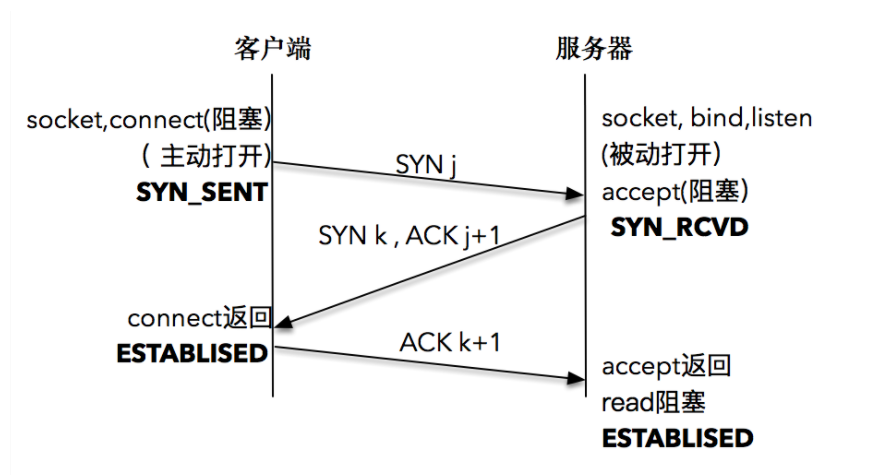 客户端
服务器
socket,connect(阻塞)
( 主动打开)
SYN_SENT
socket, bind,listen
(被动打开)
accept(阻塞)
SYN_RCVD
SYN j
SYN k , ACK j+1
connect返回
ESTABLISED
ACK k+1
accept返回
read阻塞
ESTABLISED